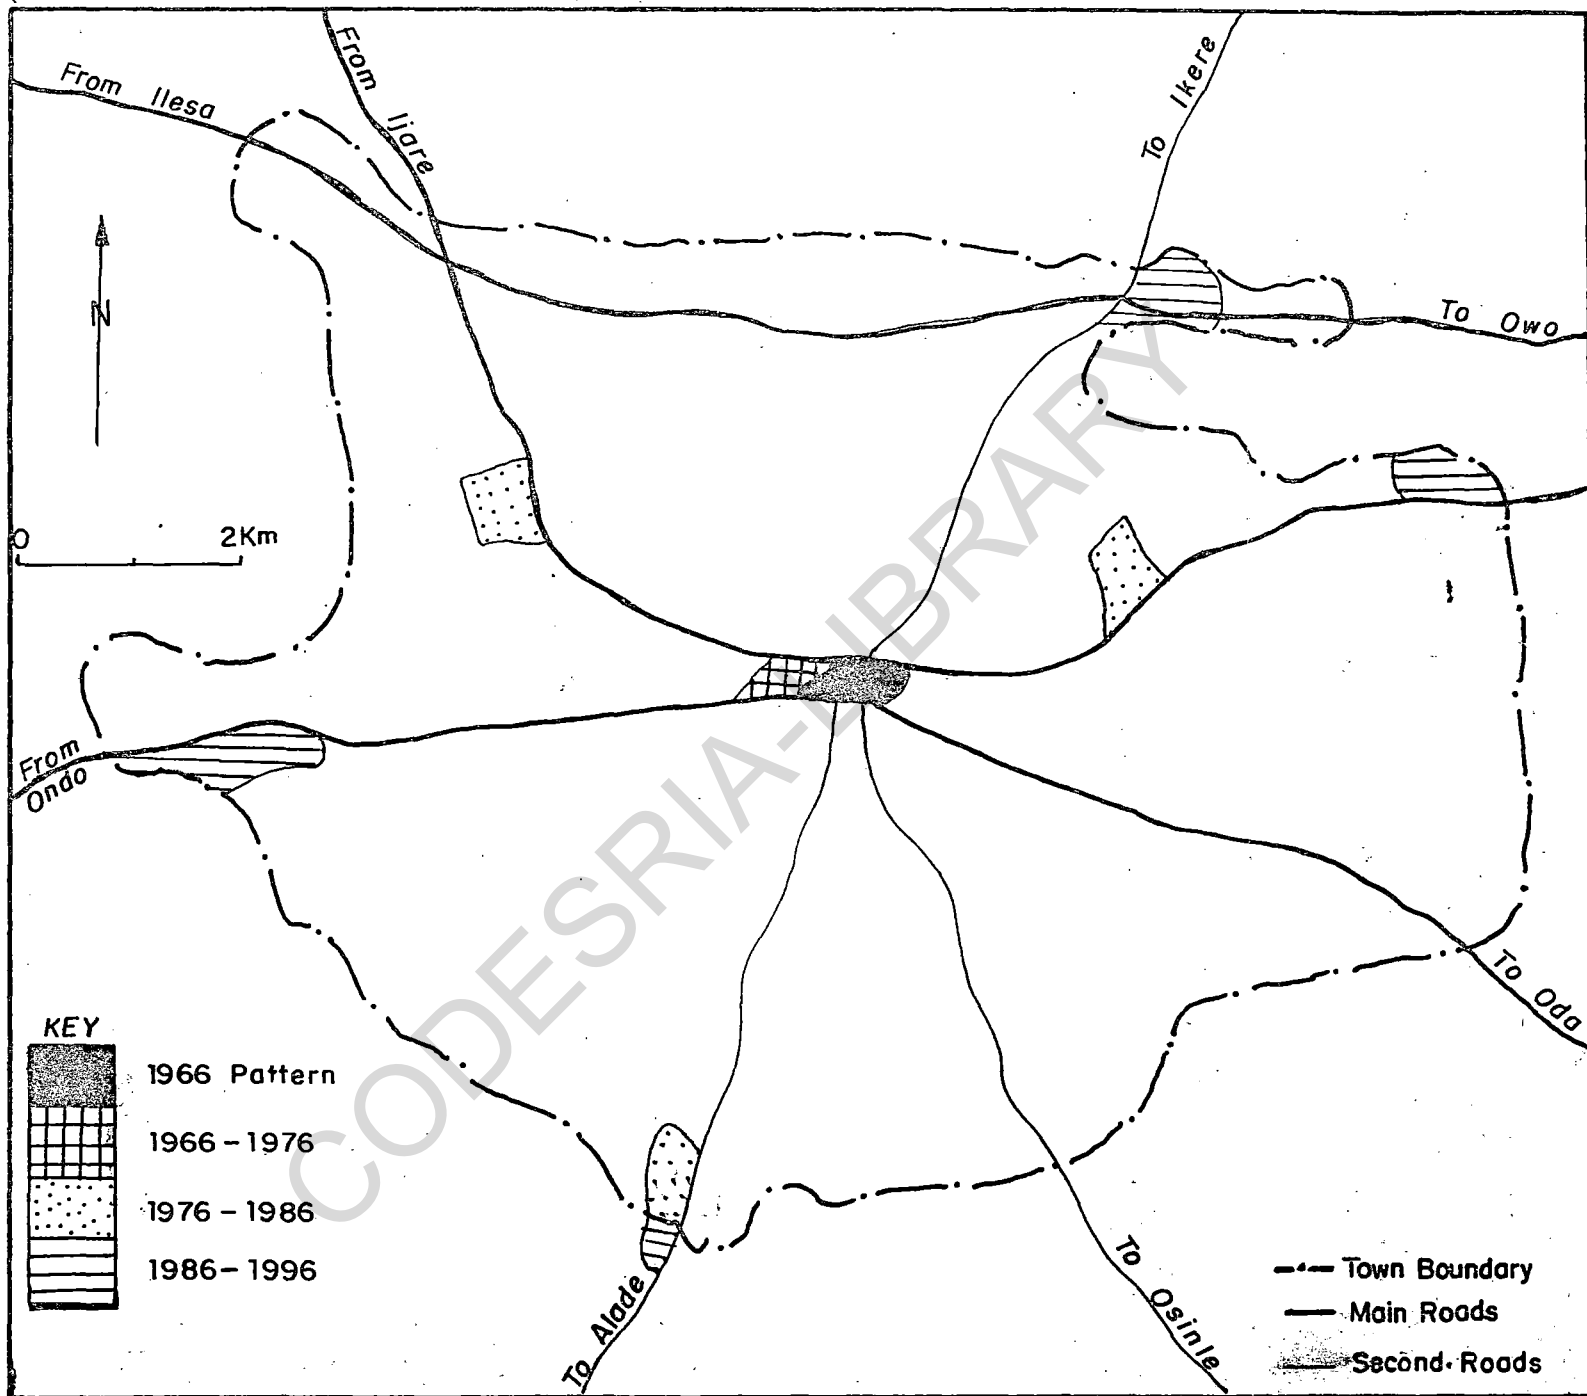 From Ilesa
From Ijare
To Ikere
To Owo
N
0 2Km
From
Ondo
To Oda
To Alade
To Osinle
KEY
1966 Pattern
1966-1976
1976-1986
1986-1996
Town Boundary
Main Roads
Second. Roads
CODESRIA-LIBRARY